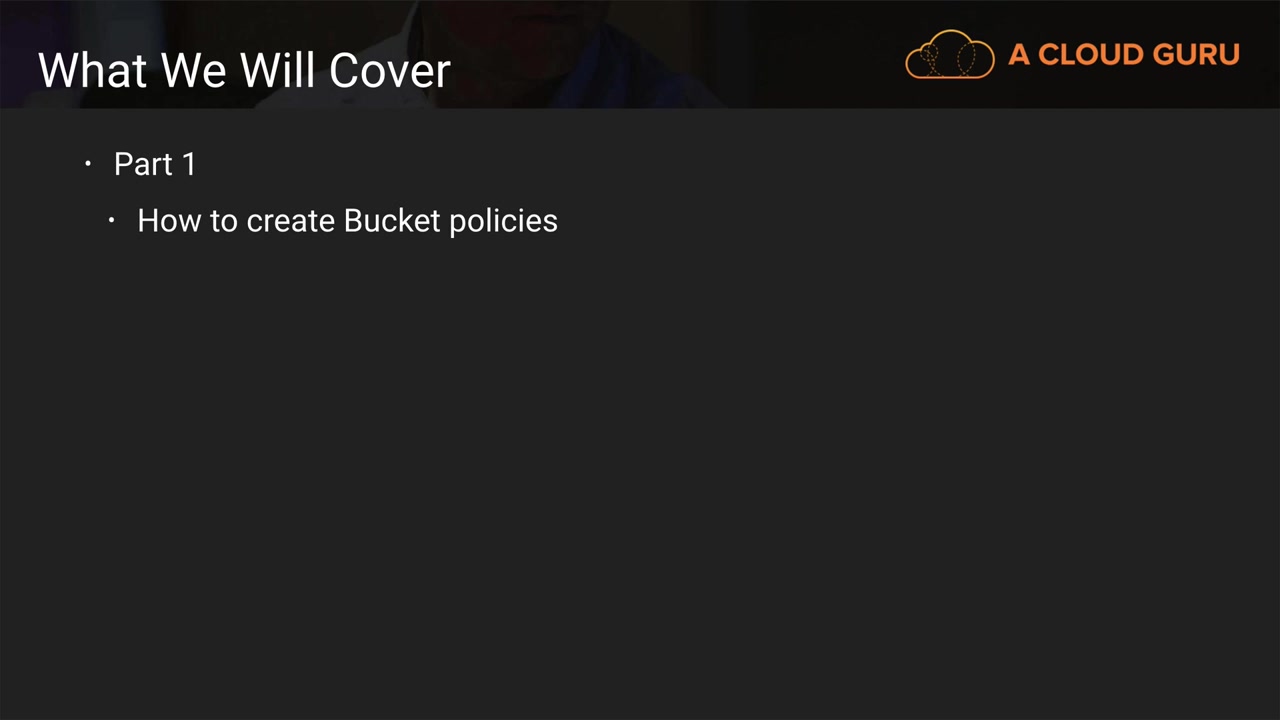 What We Will Cover
A CLOUD GURU
• Part 1
• How to create Bucket policies